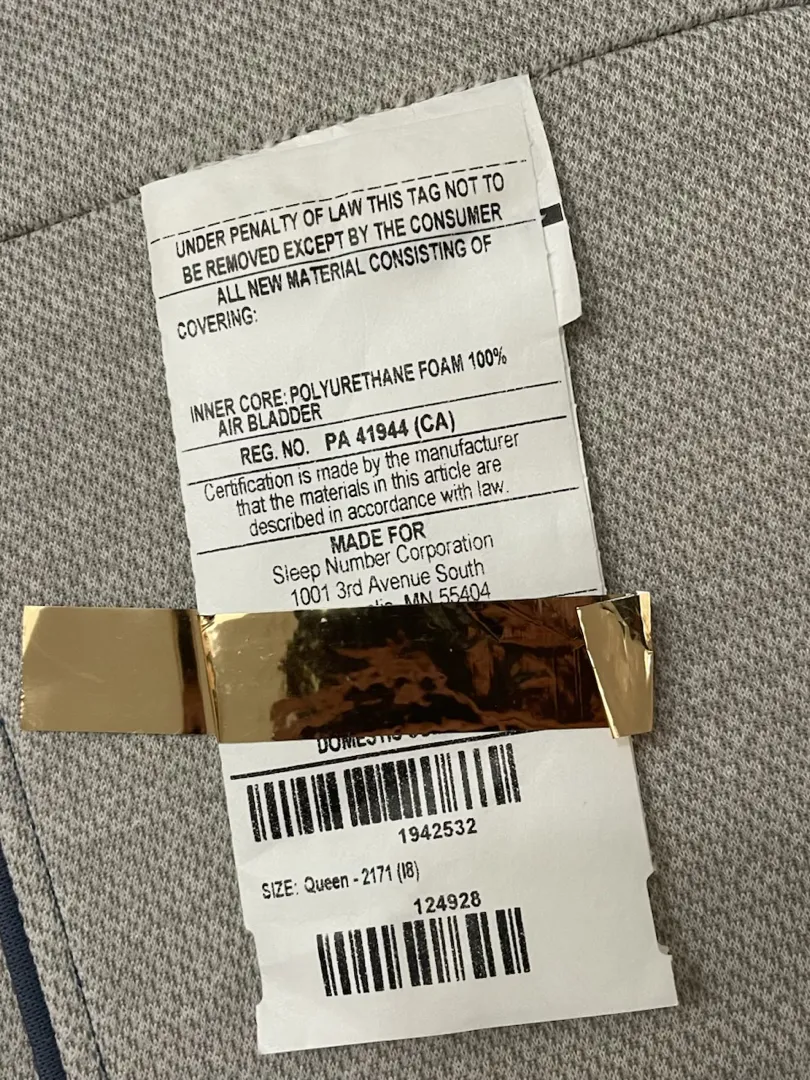 UNDER PENALTY OF LAW THIS TAG NOT TO
BE REMOVED EXCEPT BY THE CONSUMER
ALL NEW MATERIAL CONSISTING OF
COVERING:
INNER CORE: POLYURETHANE FOAM 100%
AIR BLADDER
REG. NO. PA 41944 (CA)
Certification is made by the manufacturer
that the materials in this article are
described in accordance with law.
MADE FOR
Sleep Number Corporation
1001 3rd Avenue South
MN 55404
1942532
SIZE: Queen - 2171 (I8)
124928